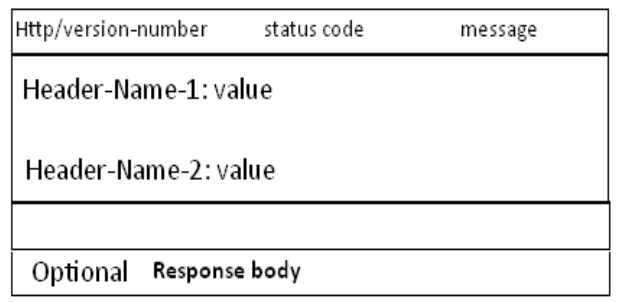 Http/version-number status code message
Header-Name-1: value
Header-Name-2: value
Optional Response body